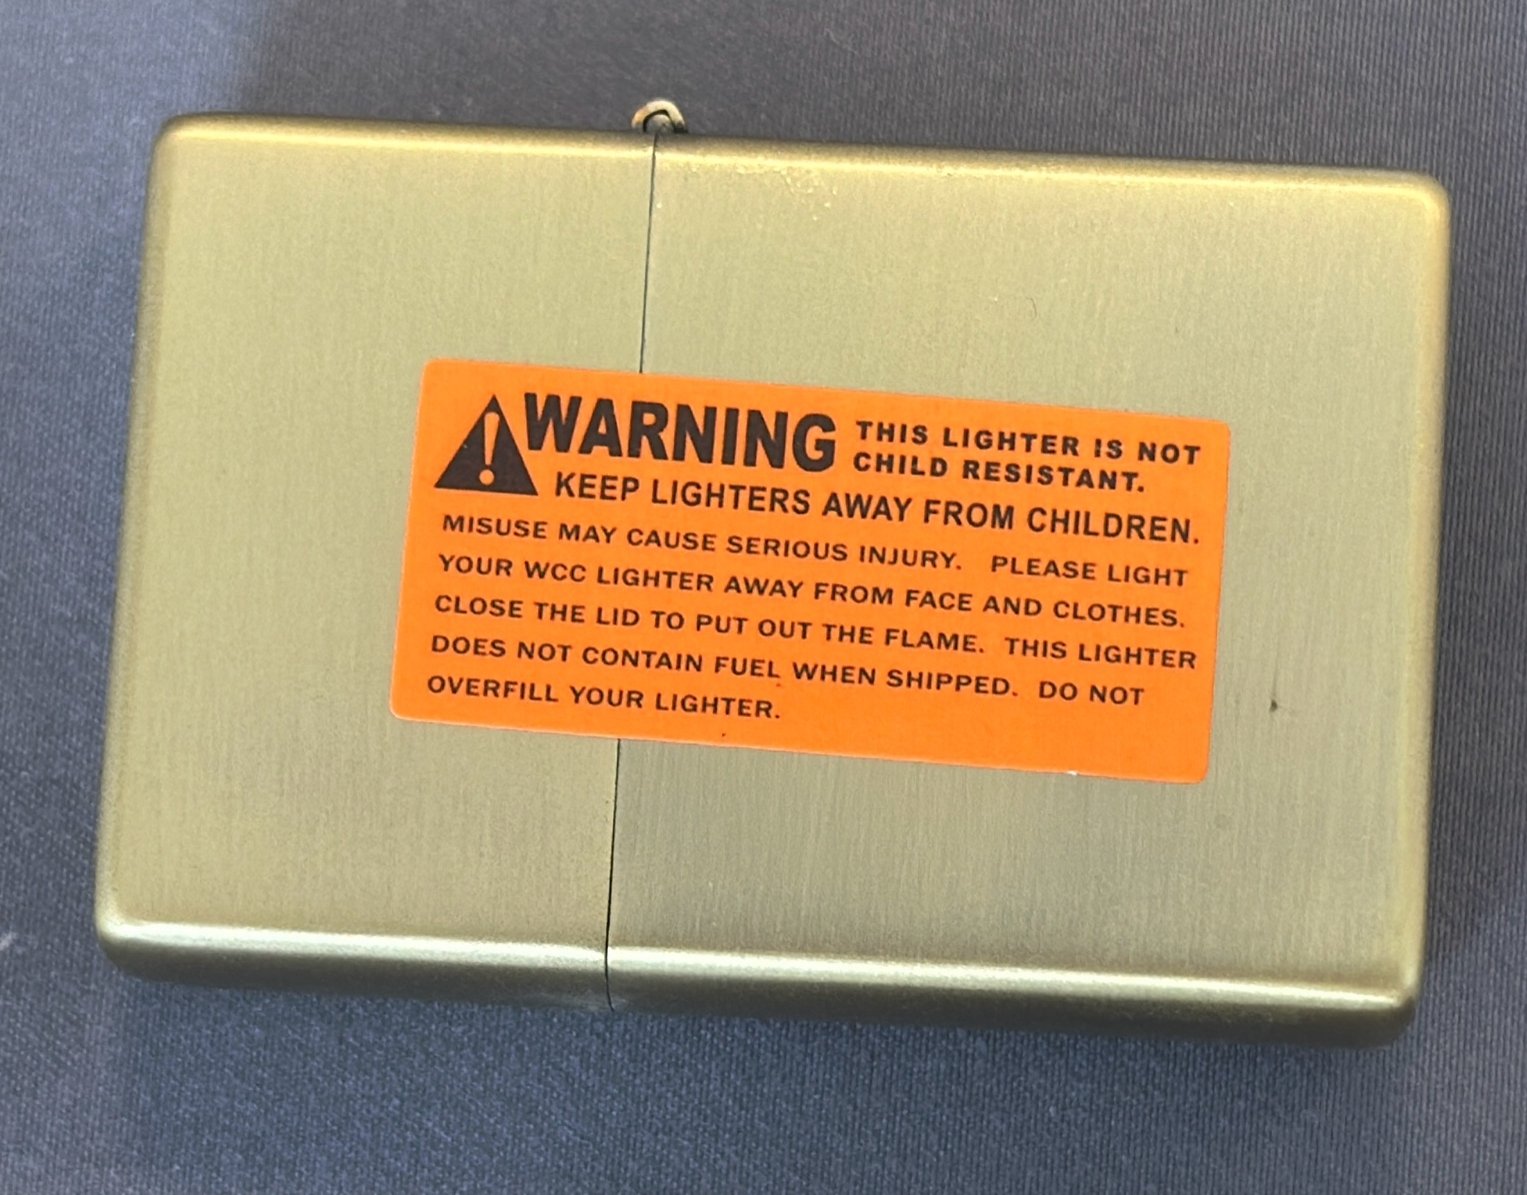 WARNING THIS LIGHTER IS NOT
CHILD RESISTANT.
KEEP LIGHTERS AWAY FROM CHILDREN.
MISUSE MAY CAUSE SERIOUS INJURY. PLEASE LIGHT
YOUR WCC LIGHTER AWAY FROM FACE AND CLOTHES.
CLOSE THE LID TO PUT OUT THE FLAME. THIS LIGHTER
DOES NOT CONTAIN FUEL WHEN SHIPPED. DO NOT
OVERFILL YOUR LIGHTER.